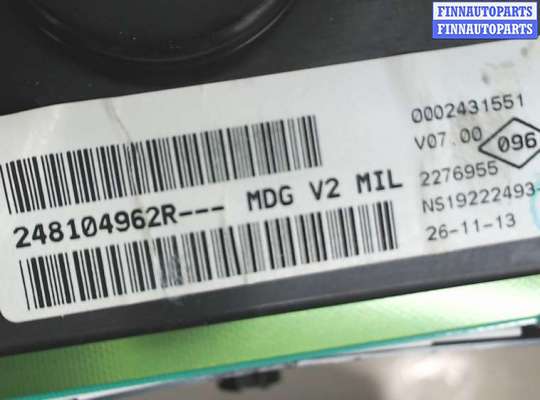 FINNAUTOPARTS
FINNAUTOPARTS
0002431551
V07.00
096
248104962R--- MDG V2 MIL
2276955
NS19222493-
26-11-13